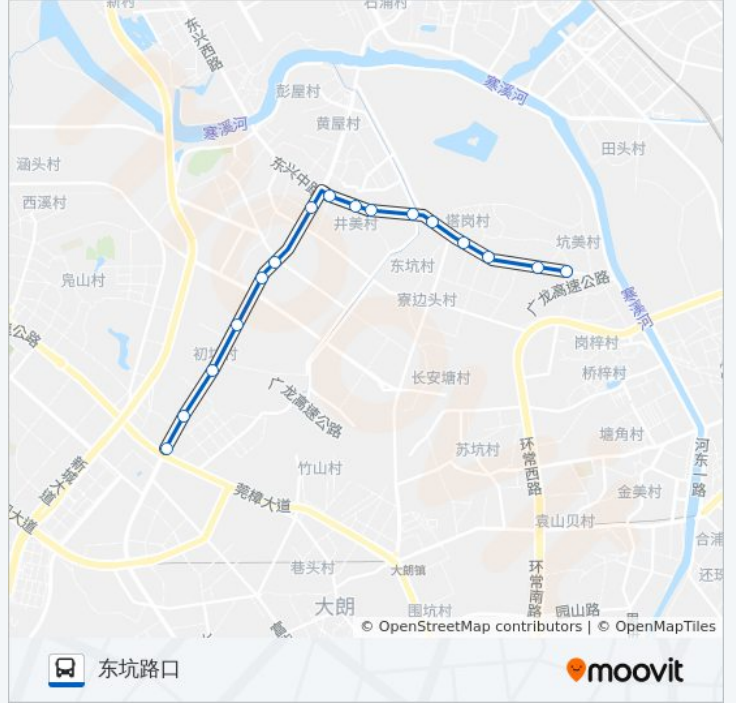 新村
石浦村
东兴西路
彭屋村
寒溪河
黄屋村
寒溪河
田头村
涵头村
东兴中路
西溪村
井美村
塔岗村
坑美村
凫山村
东坑村
广龙高速公路
寮边头村
寒溪河
公路
岗梓村
长安塘村
桥梓村
广龙高速公路
苏坑村
塘角村
环常西路
河东一路
竹山村
新城大道
莞樟大道
金美村
大道
袁山贝村
合浦
巷头村
大朗镇
环常南路
还珠
大朗
围坑村
园山路
© OpenStreetMap contributors | © OpenMapTiles
东坑路口
moovit